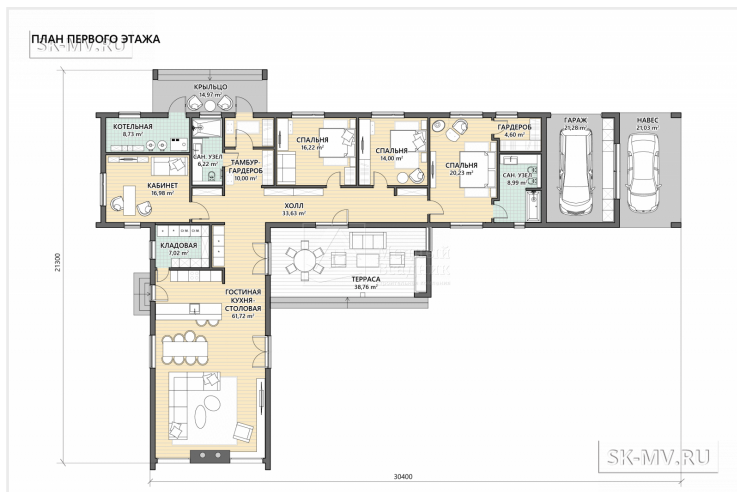 ПЛАН ПЕРВОГО ЭТАЖА
SK-MV.RU
КРЫЛЬЦО
14,97 m²
КОТЕЛЬНАЯ
8,73 m²
САН. УЗЕЛ
6,22 m²
ТАМБУР-
ГАРДЕРОБ
10,00 m²
СПАЛЬНЯ
16,22 m²
СПАЛЬНЯ
14,00 m²
СПАЛЬНЯ
20,23 m²
ГАРДЕРОБ
4,60 m²
ГАРАЖ
21,28 m²
НАВЕС
21,03 m²
КАБИНЕТ
16,98 m²
САН. УЗЕЛ
8,99 m²
ХОЛЛ
33,63 m²
КЛАДОВАЯ
7,02 m²
ТЕРРАСА
38,76 m²
ГОСТИНАЯ
КУХНЯ-
СТОЛОВАЯ
61,72 m²
21300
30400
SK-MV.RU